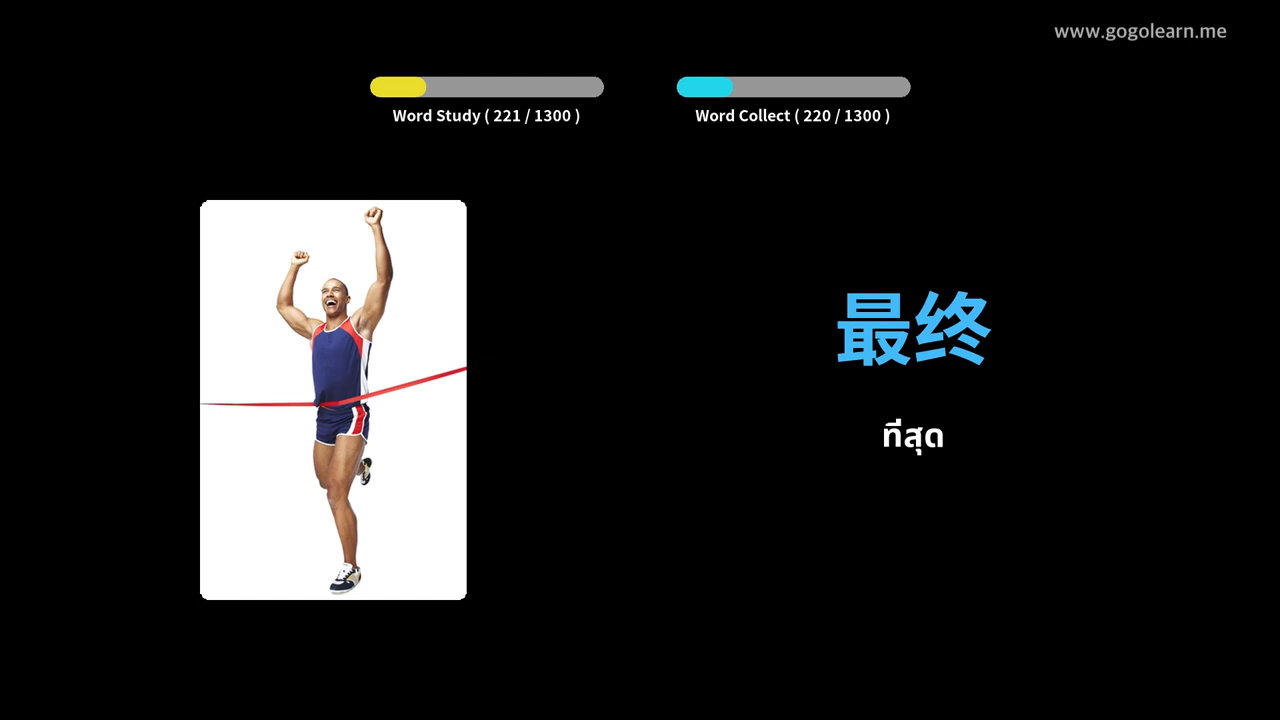 www.gogolearn.me
Word Study ( 221 / 1300 )
Word Collect ( 220 / 1300 )
最终
ที่สุด